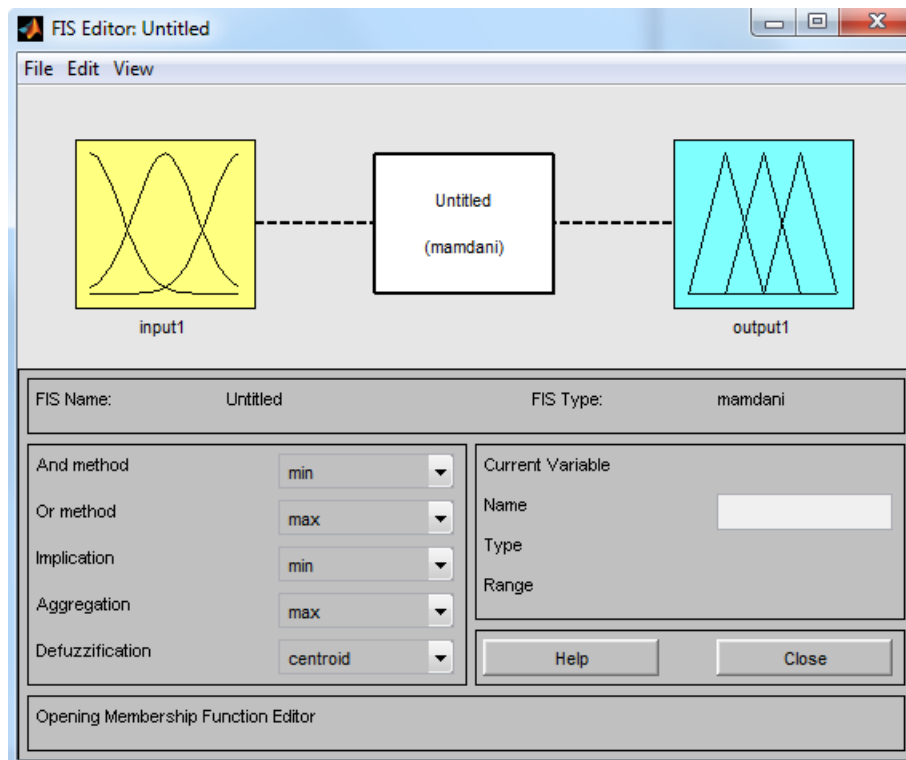 FIS Editor: Untitled
File Edit View
Untitled
(mamdani)
input1
output1
FIS Name: Untitled FIS Type: mamdani
And method min
Or method max
Implication min
Aggregation max
Defuzzification centroid
Current Variable
Name
Type
Range
Help Close
Opening Membership Function Editor